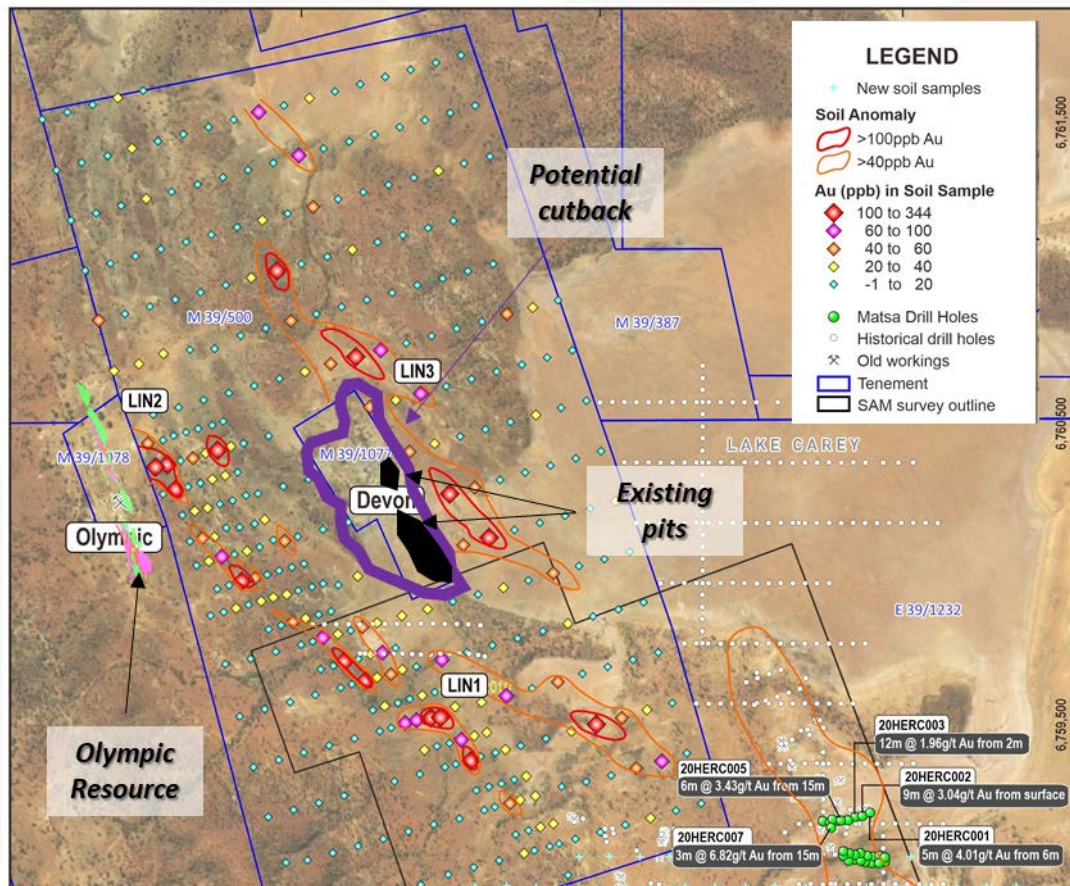 LEGEND
New soil samples
Soil Anomaly
>100ppb Au
>40ppb Au
Au (ppb) in Soil Sample
100 to 344
60 to 100
40 to 60
20 to 40
-1 to 20
Matsa Drill Holes
Historical drill holes
Old workings
Tenement
SAM survey outline
6,761,500
Potential
cutback
M 39/500
M 39/387
LIN3
LIN2
6,760,500
M 39/1078
M 39/1077
LAKE CAREY
Devon
Existing
pits
Olympic
E 39/1232
LIN1
Olympic
Resource
6,759,500
20HERC003
12m @ 1.96g/t Au from 2m
20HERC005
6m @ 3.43g/t Au from 15m
20HERC002
9m @ 3.04g/t Au from surface
20HERC007
3m @ 6.82g/t Au from 15m
20HERC001
5m @ 4.01g/t Au from 6m